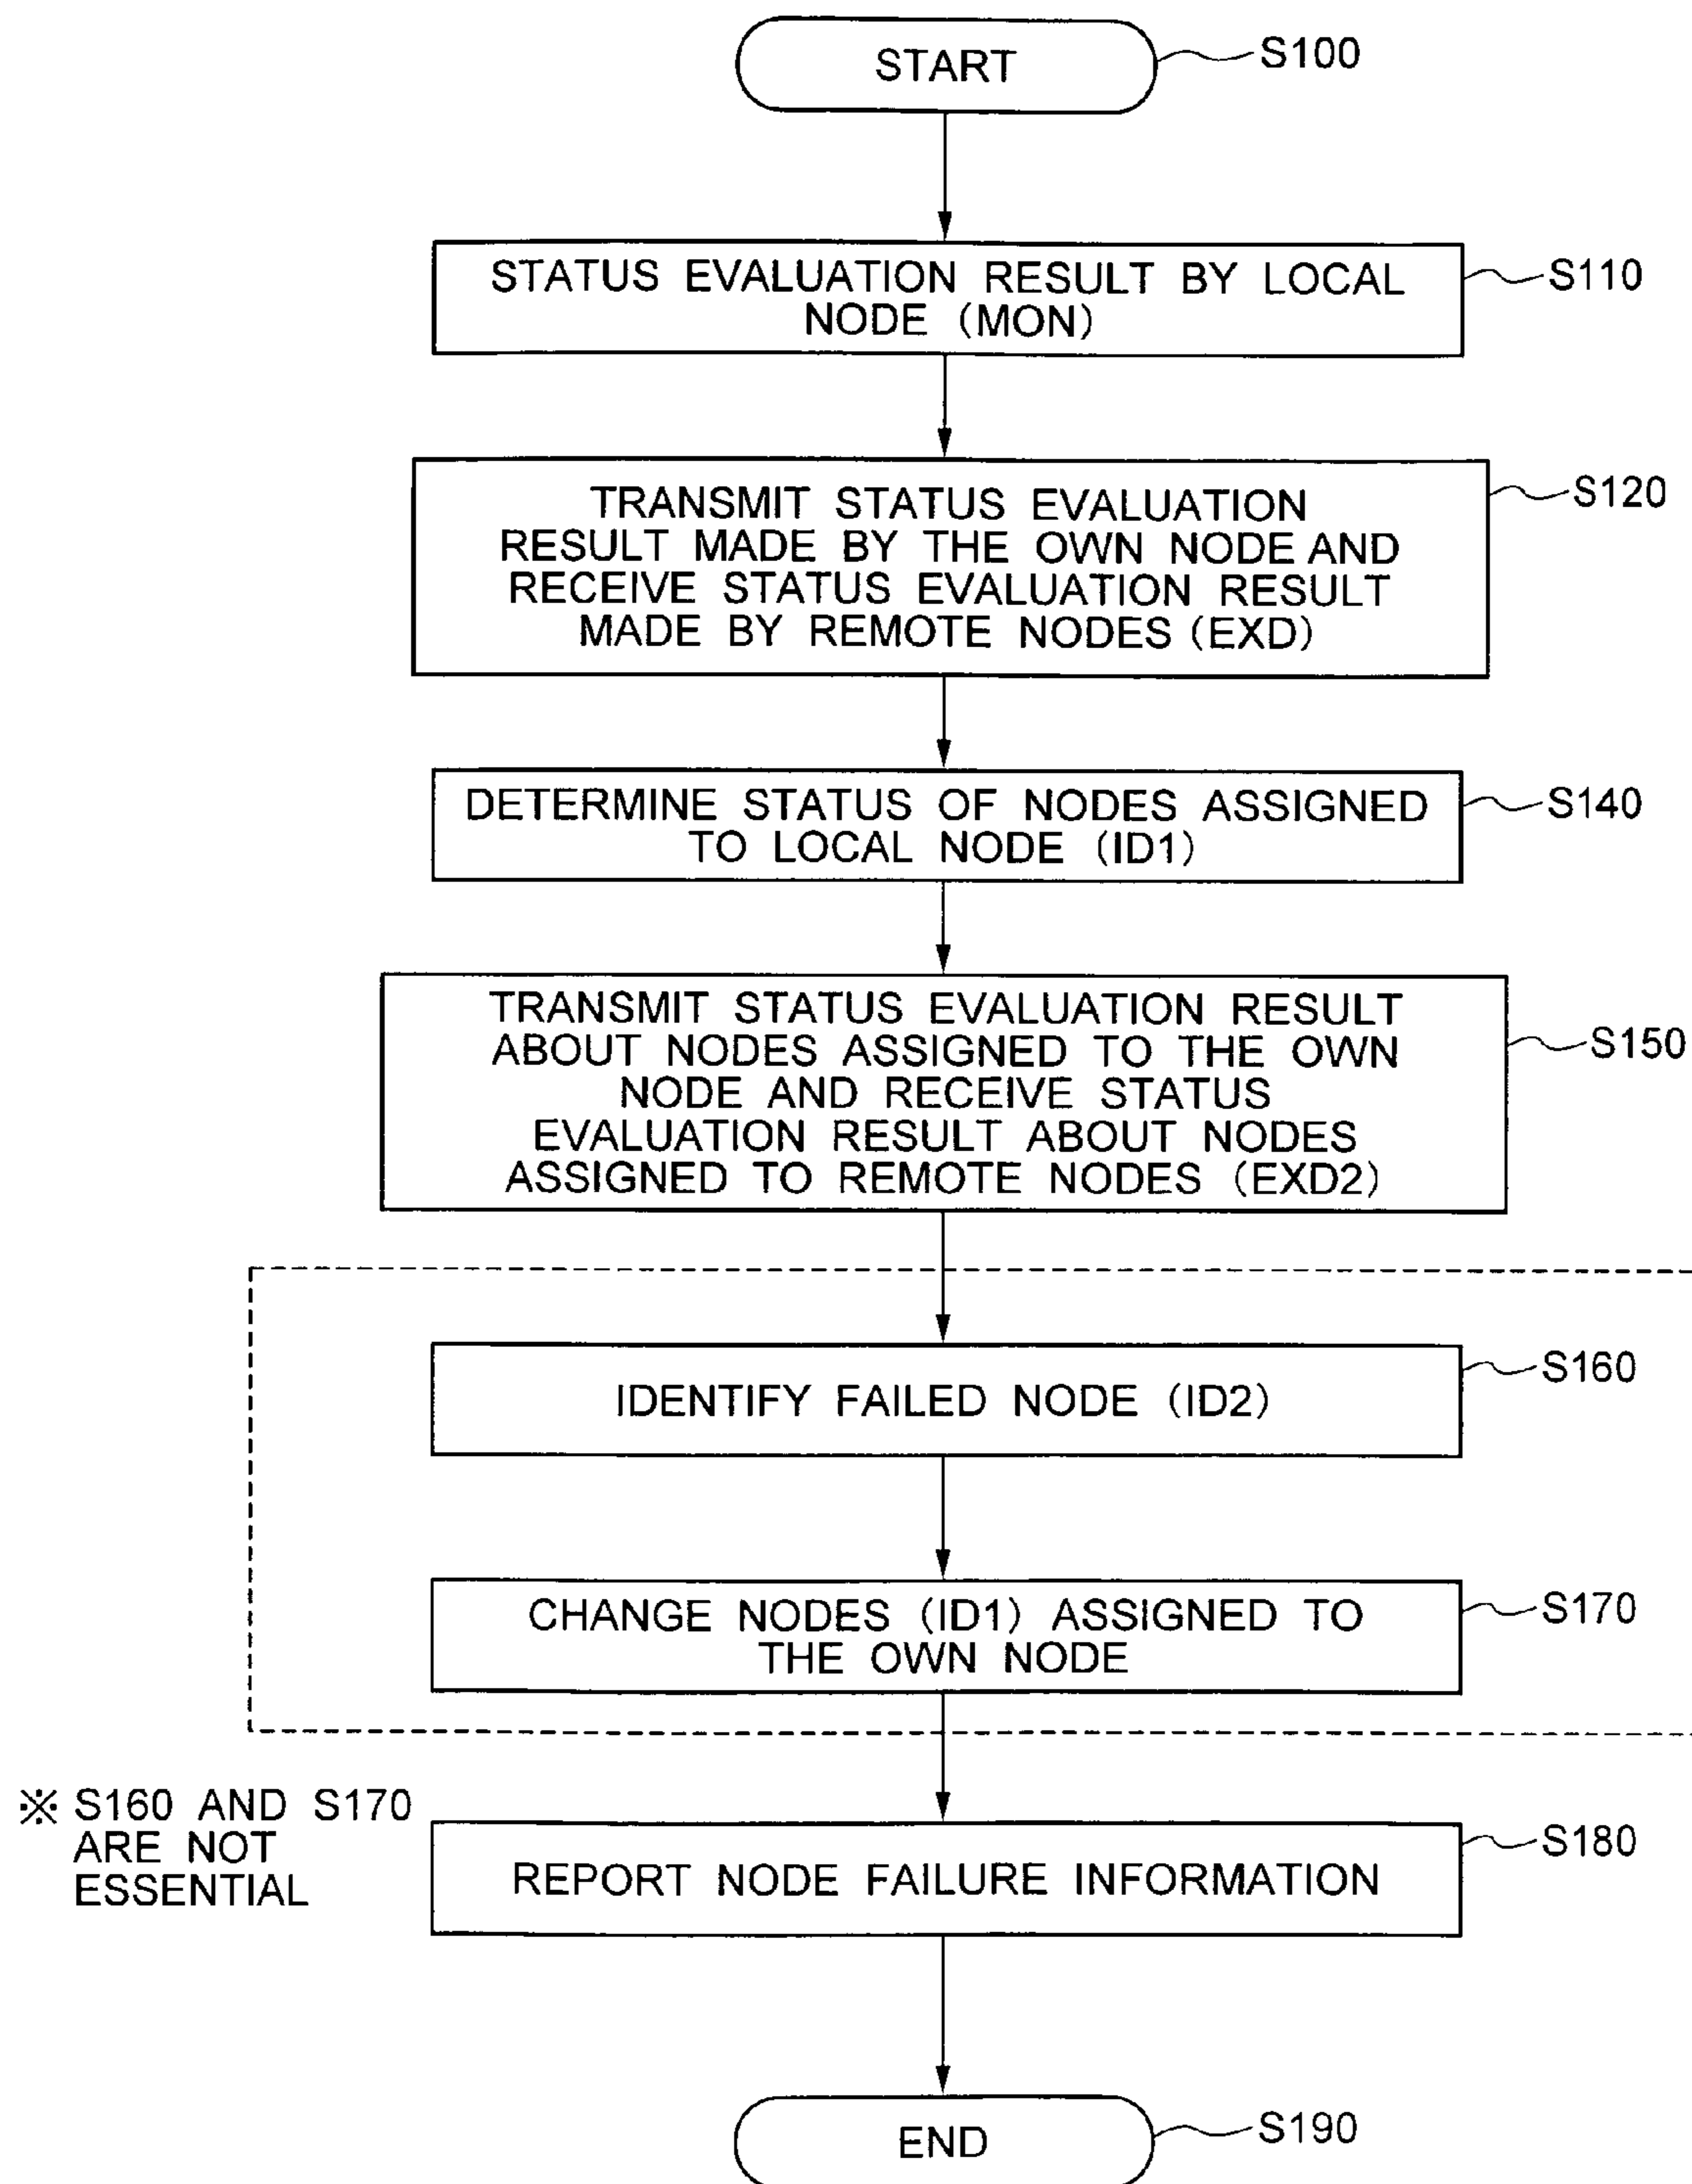 START
S100
STATUS EVALUATION RESULT BY LOCAL
NODE (MON)
S110
TRANSMIT STATUS EVALUATION
RESULT MADE BY THE OWN NODE AND
RECEIVE STATUS EVALUATION RESULT
MADE BY REMOTE NODES (EXD)
S120
DETERMINE STATUS OF NODES ASSIGNED
TO LOCAL NODE (ID1)
S140
TRANSMIT STATUS EVALUATION RESULT
ABOUT NODES ASSIGNED TO THE OWN
NODE AND RECEIVE STATUS
EVALUATION RESULT ABOUT NODES
ASSIGNED TO REMOTE NODES (EXD2)
S150
IDENTIFY FAILED NODE (ID2)
S160
CHANGE NODES (ID1) ASSIGNED TO
THE OWN NODE
S170
※ S160 AND S170
ARE NOT
ESSENTIAL
REPORT NODE FAILURE INFORMATION
S180
END
S190